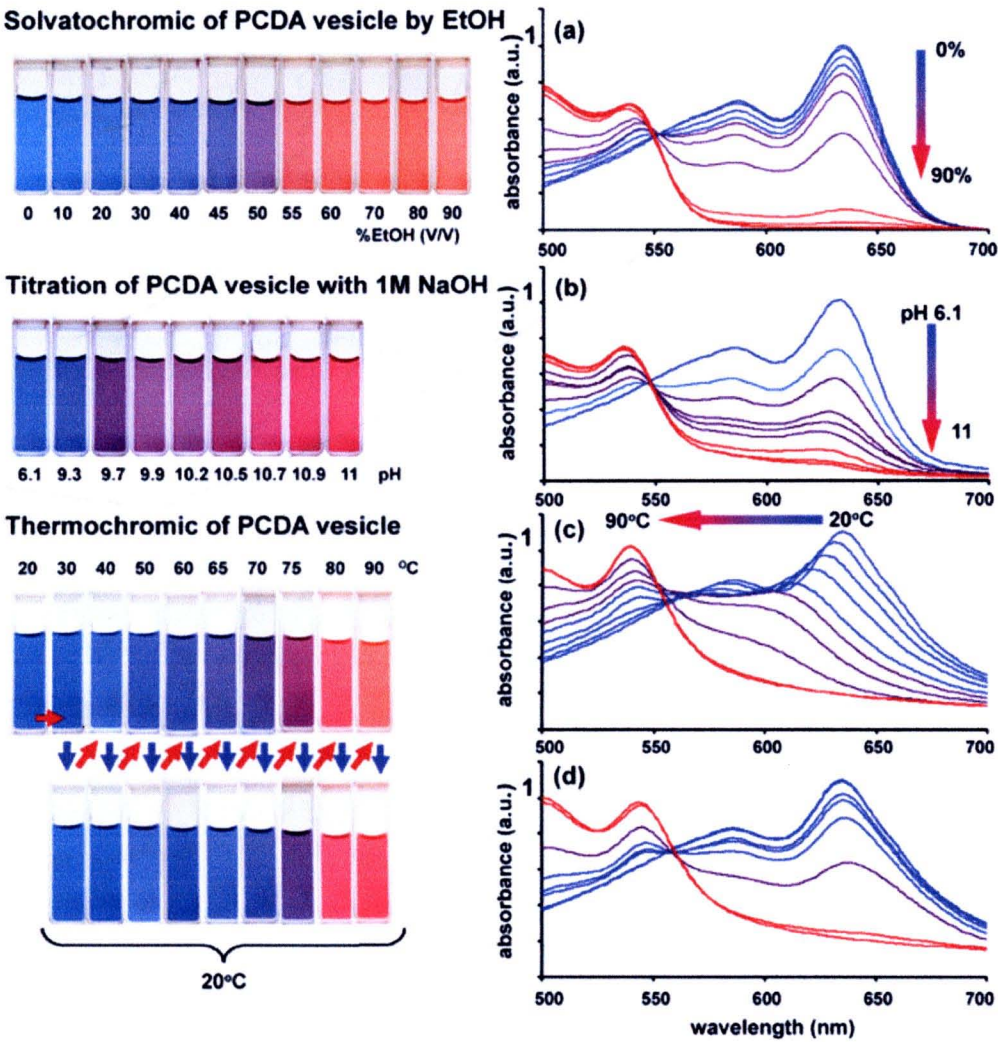 Solvatochromic of PCDA vesicle by EtOH
0 10 20 30 40 45 50 55 60 70 80 90
%EtOH (V/V)
absorbance (a.u.)
1
(a)
0%
90%
500 550 600 650 700
Titration of PCDA vesicle with 1M NaOH
6.1 9.3 9.7 9.9 10.2 10.5 10.7 10.9 11 pH
absorbance (a.u.)
1
(b)
pH 6.1
11
500 550 600 650 700
Thermochromic of PCDA vesicle
20 30 40 50 60 65 70 75 80 90 °C
20°C
absorbance (a.u.)
1
90°C
20°C
(c)
500 550 600 650 700
absorbance (a.u.)
1
(d)
500 550 600 650 700
wavelength (nm)